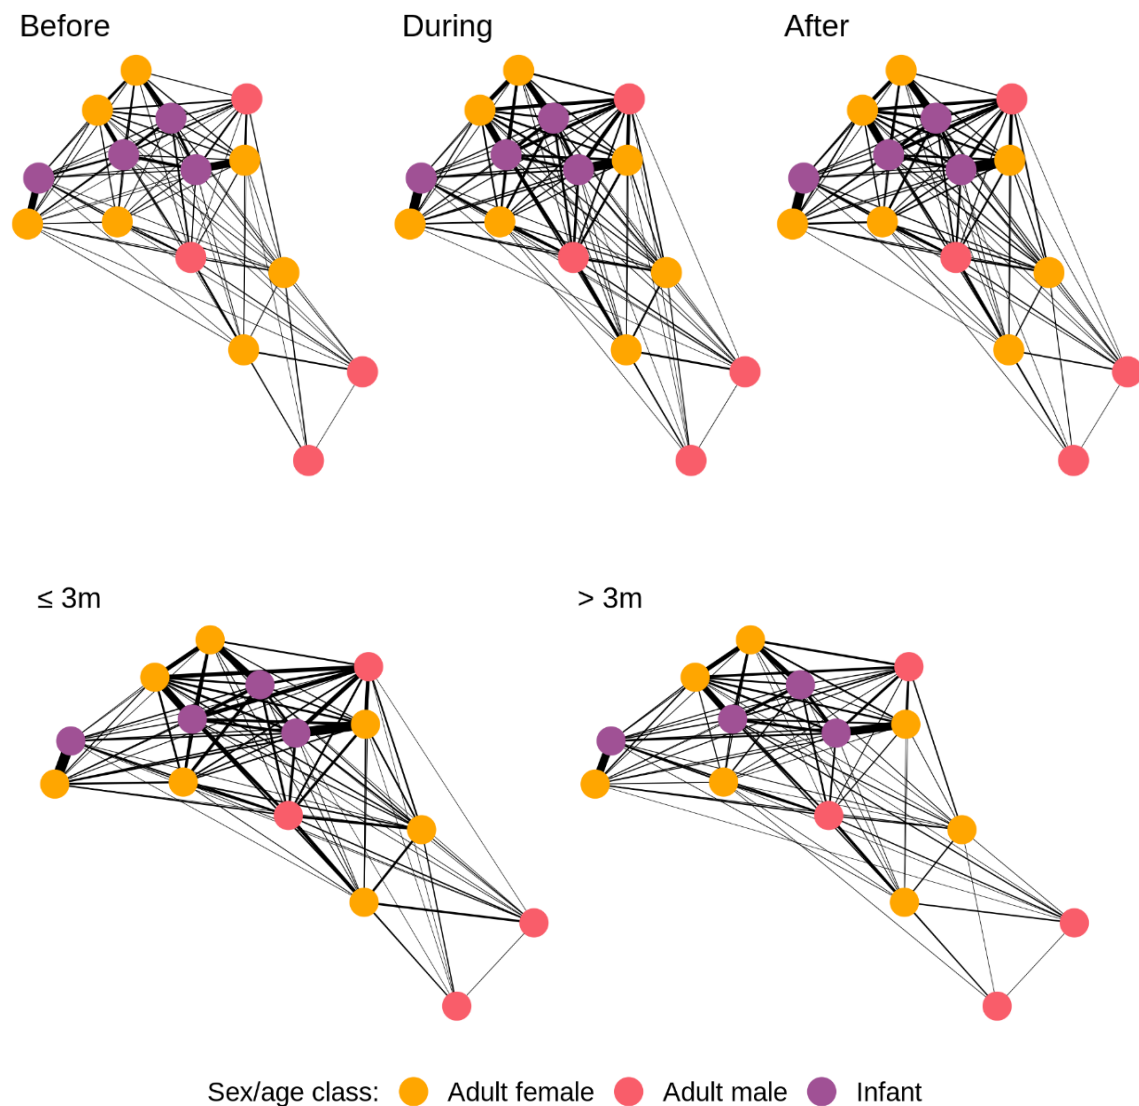 Before
During
After
≤ 3m
> 3m
Sex/age class: Adult female Adult male Infant